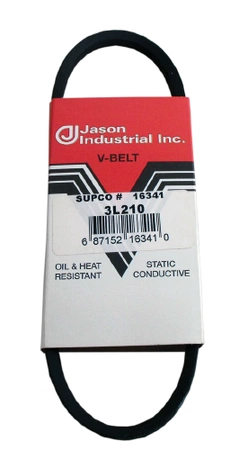 Jason
Industrial Inc.
V-BELT
SUPCO # 16341
3L210
6 87152 16341 0
OIL & HEAT
RESISTANT
STATIC
CONDUCTIVE